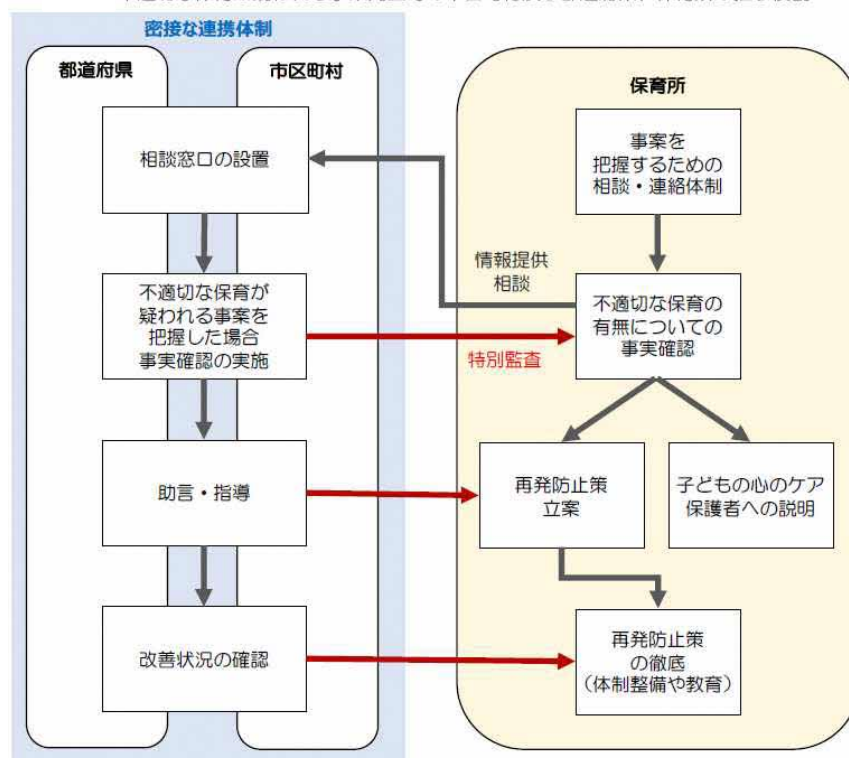 密接な連携体制
都道府県
市区町村
保育所
相談窓口の設置
事案を
把握するための
相談・連絡体制
情報提供
相談
不適切な保育が
疑われる事案を
把握した場合
事実確認の実施
特別監査
不適切な保育の
有無についての
事実確認
助言・指導
再発防止策
立案
子どもの心のケア
保護者への説明
改善状況の確認
再発防止策
の徹底
(体制整備や教育)